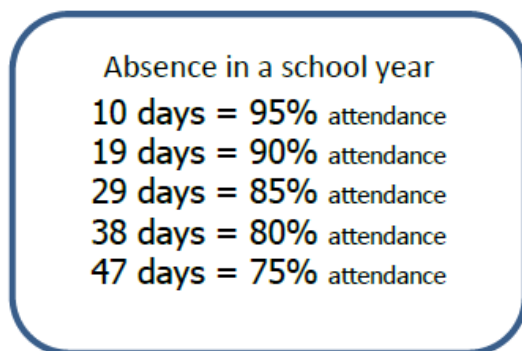 Absence in a school year
10 days = 95% attendance
19 days = 90% attendance
29 days = 85% attendance
38 days = 80% attendance
47 days = 75% attendance